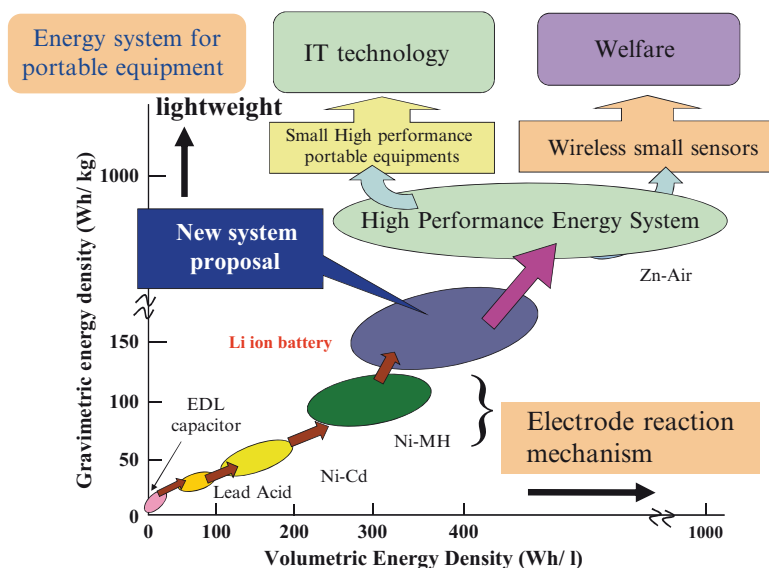 Energy system for
portable equipment
IT technology
Welfare
lightweight
Small High performance
portable equipments
Wireless small sensors
1000
High Performance Energy System
New system
proposal
Zn-Air
Gravimetric energy density (Wh/ kg)
150
Li ion battery
100
EDL
capacitor
Ni-MH
Electrode reaction
mechanism
50
Ni-Cd
Lead Acid
0
0 100 200 300 400 1000
Volumetric Energy Density (Wh/ l)